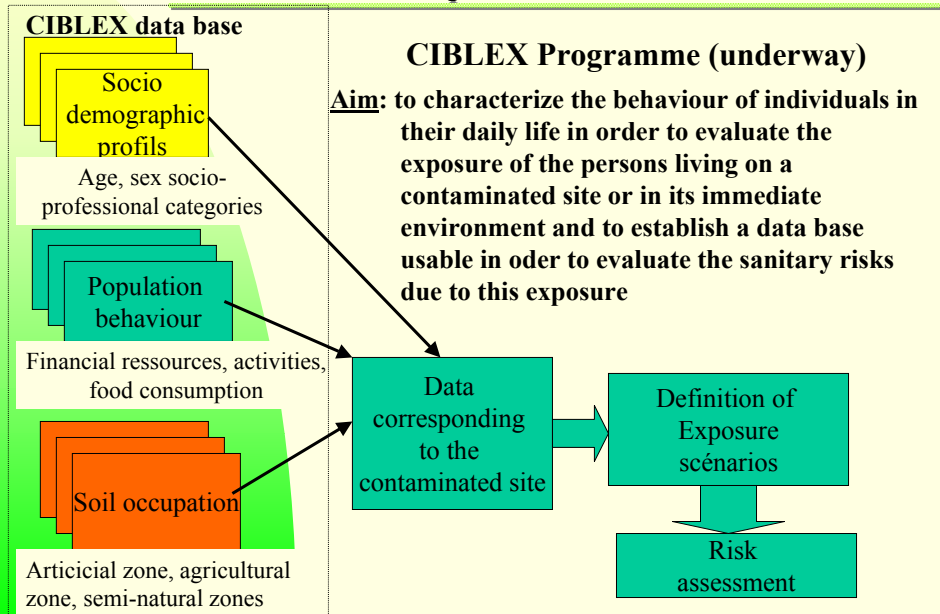 CIBLEX data base
Socio
demographic
profils
Age, sex socio-
professional categories
Population
behaviour
Financial ressources, activities,
food consumption
Soil occupation
Articicial zone, agricultural
zone, semi-natural zones
CIBLEX Programme (underway)
Aim: to characterize the behaviour of individuals in
their daily life in order to evaluate the
exposure of the persons living on a
contaminated site or in its immediate
environment and to establish a data base
usable in oder to evaluate the sanitary risks
due to this exposure
Data
corresponding
to the
contaminated site
Definition of
Exposure
scénarios
Risk
assessment